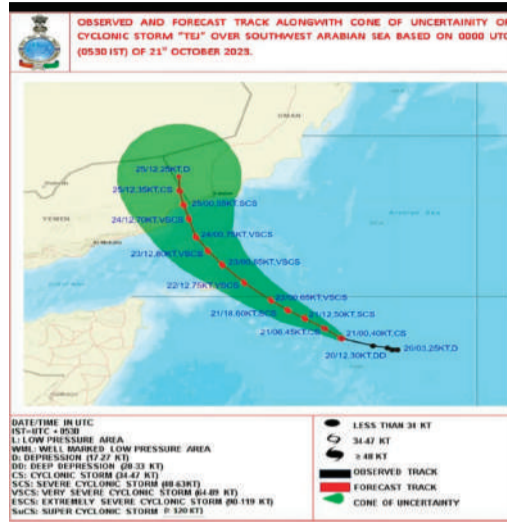 OBSERVED AND FORECAST TRACK ALONGWITH CONE OF UNCERTAINITY OF
CYCLONIC STORM "TEJ" OVER SOUTHWEST ARABIAN SEA BASED ON 0000 UTC
(0530 IST) OF 21st OCTOBER 2023.
OMAN
25/12,25KT,D
25/12,35KT,CS
25/00,55KT,SCS
YEMEN
24/12,70KT,VSCS
Arabian Sea
24/00,75KT,VSCS
23/12,80KT,VSCS
23/00,85KT,VSCS
22/12,75KT,VSCS
22/00,65KT,VSCS
21/18,60KT,SCS
21/12,50KT,SCS
21/06,45KT,CS
21/00,40KT,CS
20/12,30KT,DD
20/03,25KT,D
DATE/TIME IN UTC
IST=UTC + 0530
L: LOW PRESSURE AREA
WML: WELL MARKED LOW PRESSURE AREA
D: DEPRESSION (17-27 KT)
DD: DEEP DEPRESSION (28-33 KT)
CS: CYCLONIC STORM (34-47 KT)
SCS: SEVERE CYCLONIC STORM (48-63KT)
VSCS: VERY SEVERE CYCLONIC STORM (64-89 KT)
ESCS: EXTREMELY SEVERE CYCLONIC STORM (90-119 KT)
SuCS: SUPER CYCLONIC STORM (≥ 120 KT)
LESS THAN 34 KT
34-47 KT
≥ 48 KT
OBSERVED TRACK
FORECAST TRACK
CONE OF UNCERTAINTY